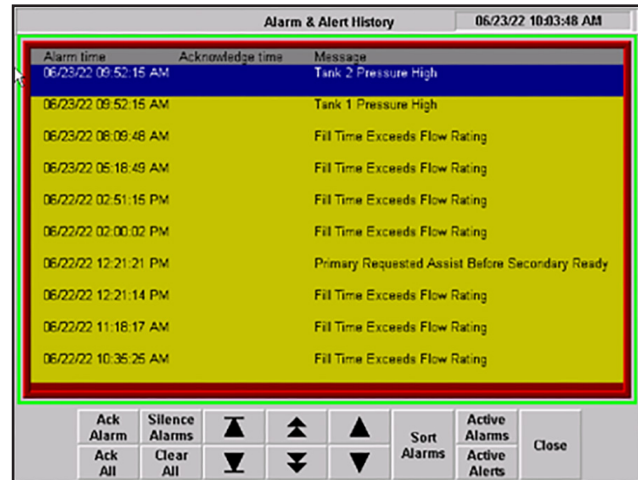 Alarm & Alert History 06/23/22 10:03:48 AM
Alarm time Acknowledge time Message
06/23/22 09:52:15 AM Tank 2 Pressure High
06/23/22 09:52:15 AM Tank 1 Pressure High
06/23/22 08:09:48 AM Fill Time Exceeds Flow Rating
06/23/22 05:18:49 AM Fill Time Exceeds Flow Rating
06/22/22 02:51:15 PM Fill Time Exceeds Flow Rating
06/22/22 02:00:02 PM Fill Time Exceeds Flow Rating
06/22/22 12:21:21 PM Primary Requested Assist Before Secondary Ready
06/22/22 12:21:14 PM Fill Time Exceeds Flow Rating
06/22/22 11:18:17 AM Fill Time Exceeds Flow Rating
06/22/22 10:35:25 AM Fill Time Exceeds Flow Rating
Ack Alarm
Silence Alarms
Ack All
Clear All
Sort Alarms
Active Alarms
Active Alerts
Close